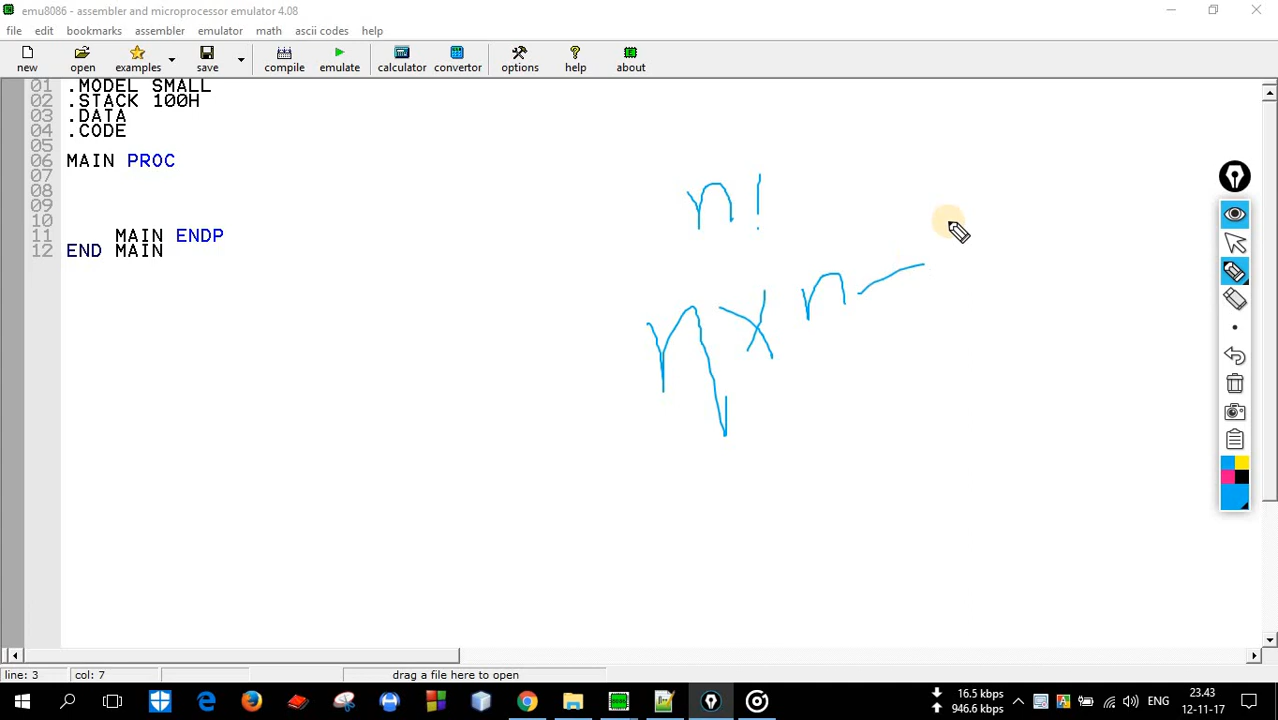 emu8086 - assembler and microprocessor emulator 4.08
file edit bookmarks assembler emulator math ascii codes help
new open examples save compile emulate calculator convertor options help about
01 .MODEL SMALL
02 .STACK 100H
03 .DATA
04 .CODE
05
06 MAIN PROC
07
08
09
10
11 MAIN ENDP
12 END MAIN
n!
n x n-
line: 3 col: 7 drag a file here to open
16.5 kbps
946.6 kbps
ENG
23.43
12-11-17